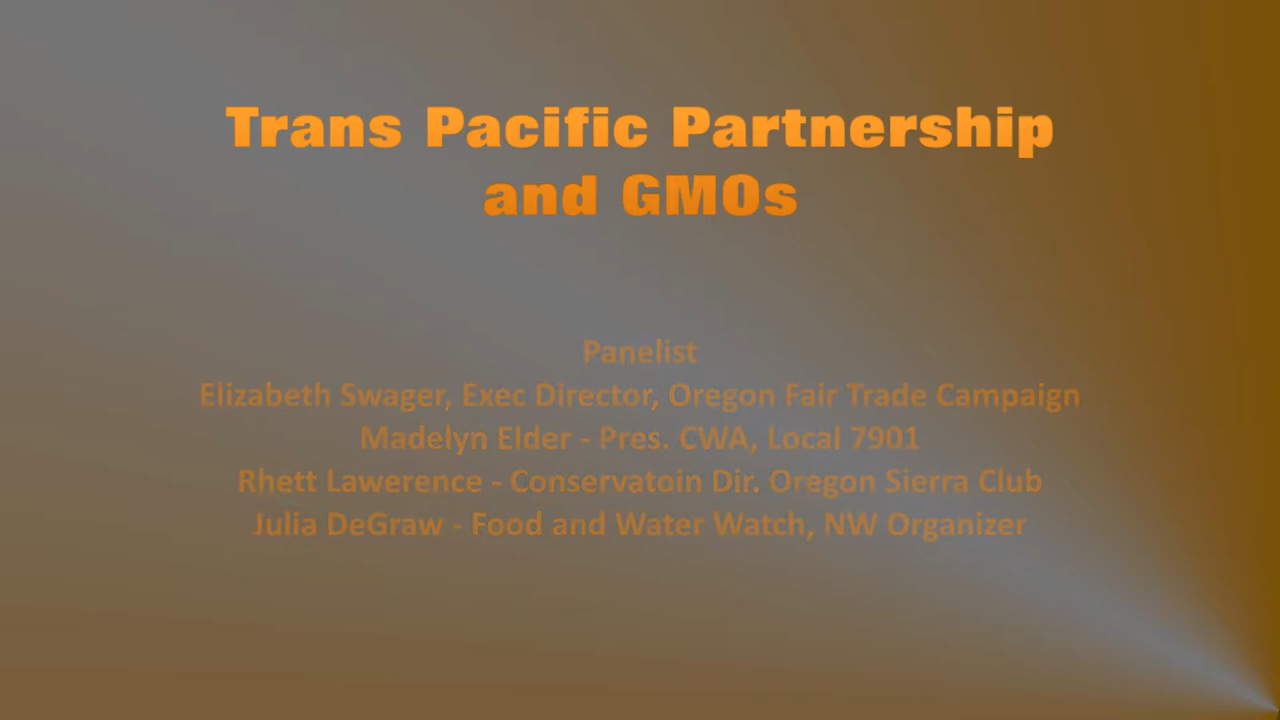 Trans Pacific Partnership
and GMOs
Panelist
Elizabeth Swager, Exec Director, Oregon Fair Trade Campaign
Madelyn Elder - Pres. CWA, Local 7901
Rhett Lawerence - Conservatoin Dir. Oregon Sierra Club
Julia DeGraw - Food and Water Watch, NW Organizer